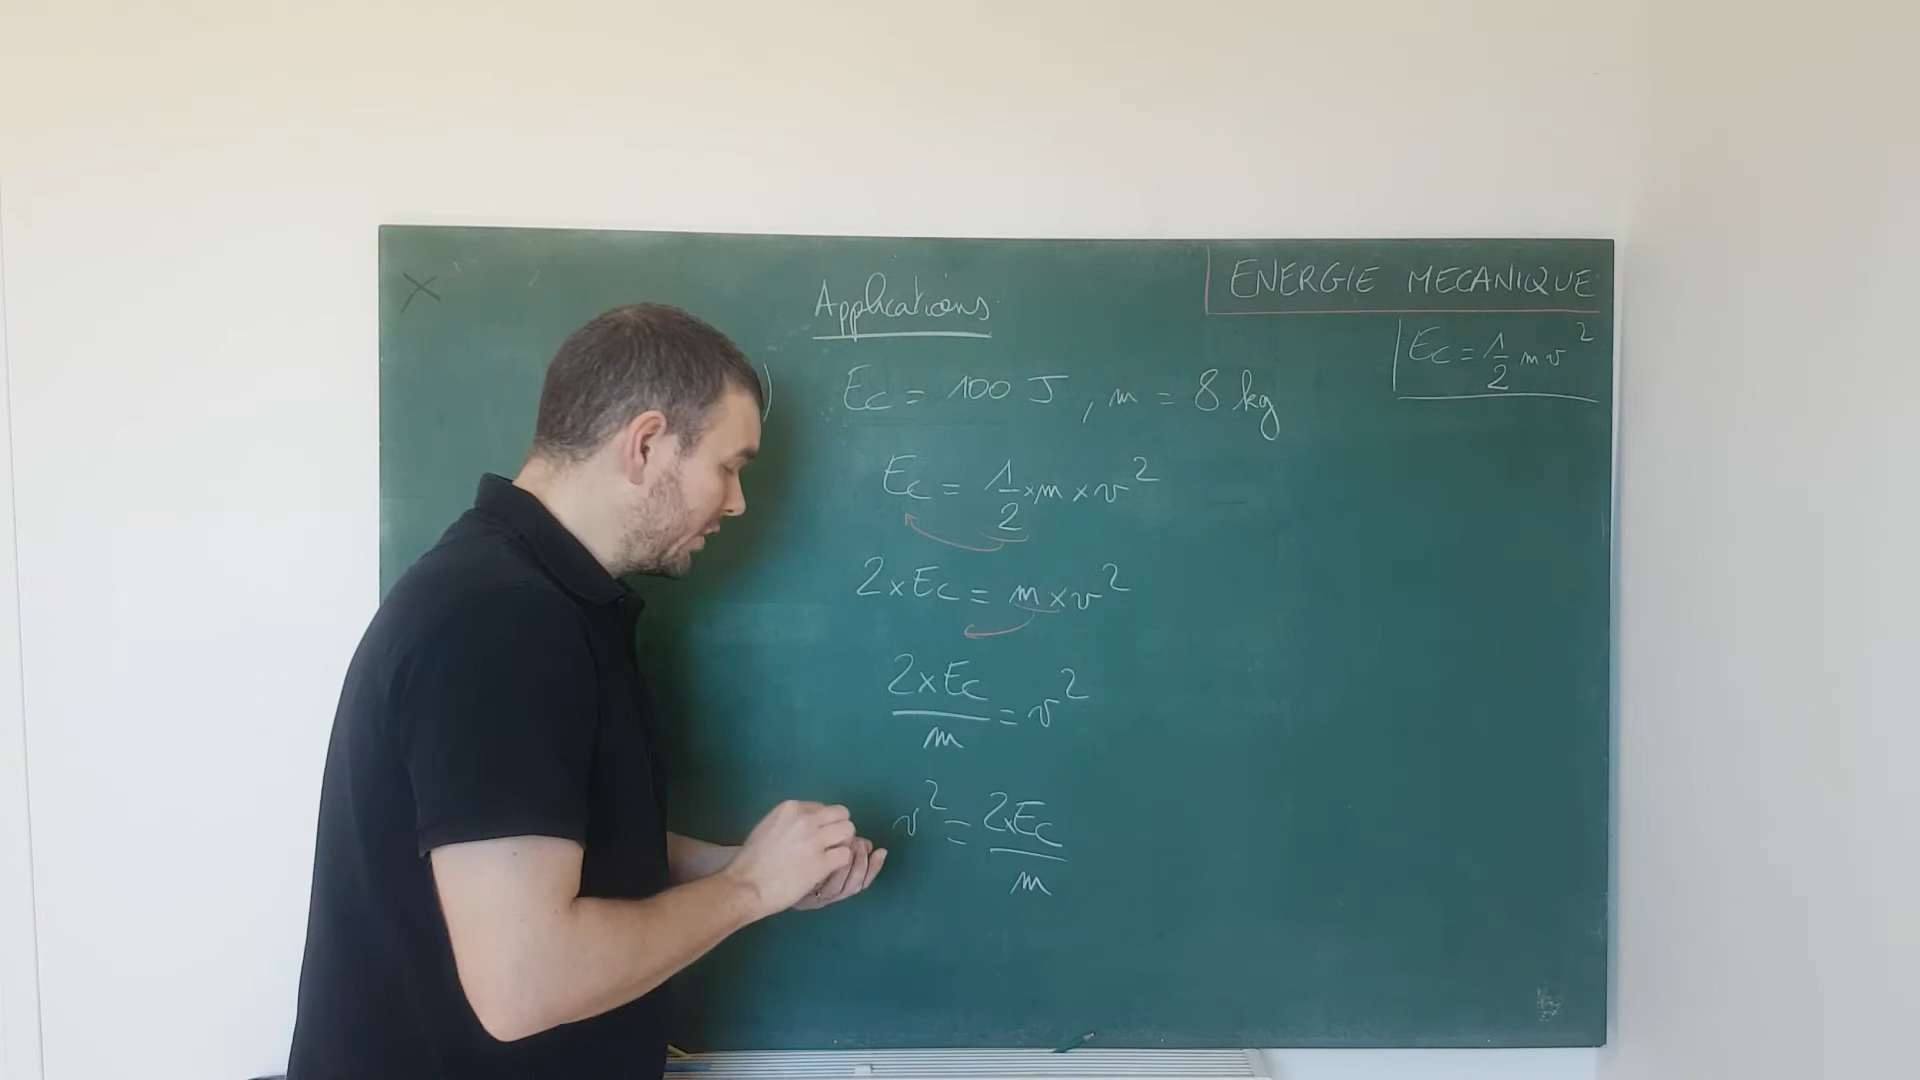 ENERGIE MECANIQUE
Ec = 1/2 mv²
Applications
) Ec = 100 J , m = 8 kg
Ec = 1/2 × m × v²
2 × Ec = m × v²
2 × Ec / m = v²
v² = 2 × Ec / m